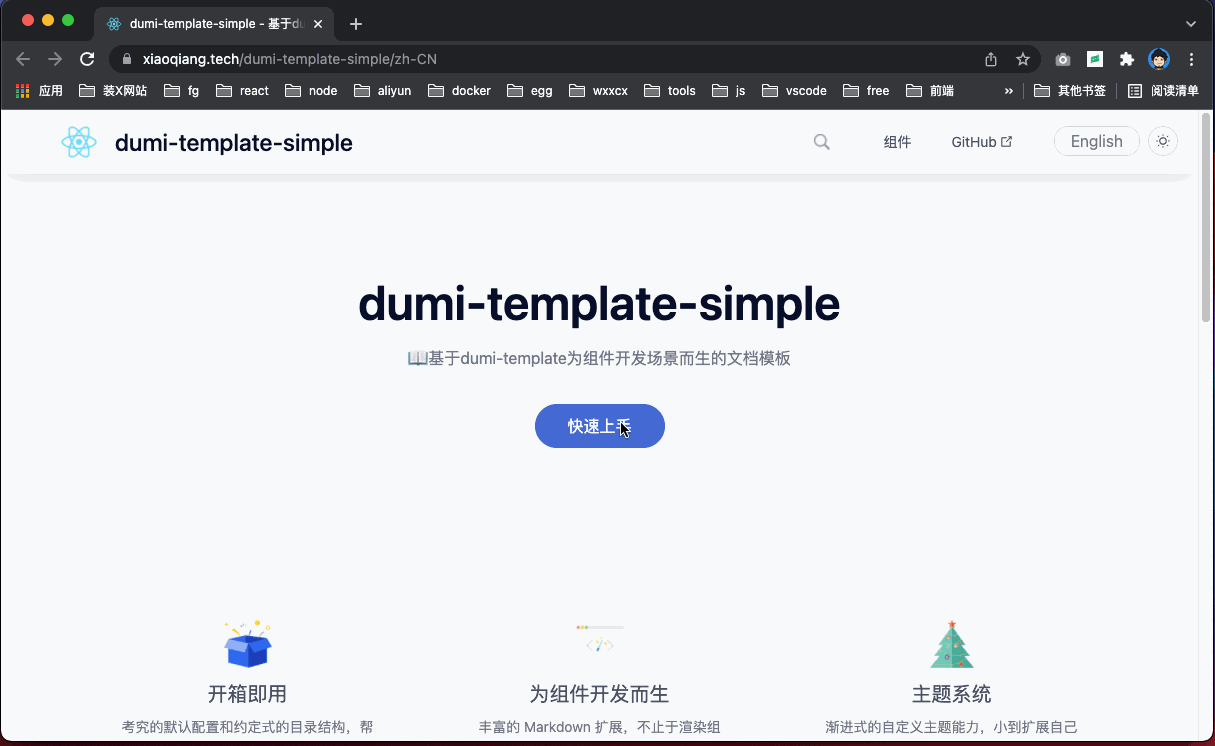 dumi-template-simple - 基于du
xiaoqiang.tech/dumi-template-simple/zh-CN
应用 装X网站 fg react node aliyun docker egg wxxcx tools js vscode free 前端 » 其他书签 阅读清单
dumi-template-simple 组件 GitHub English
dumi-template-simple
📖基于dumi-template为组件开发场景而生的文档模板
快速上手
开箱即用 为组件开发而生 主题系统
考究的默认配置和约定式的目录结构，帮 丰富的 Markdown 扩展，不止于渲染组 渐进式的自定义主题能力，小到扩展自己